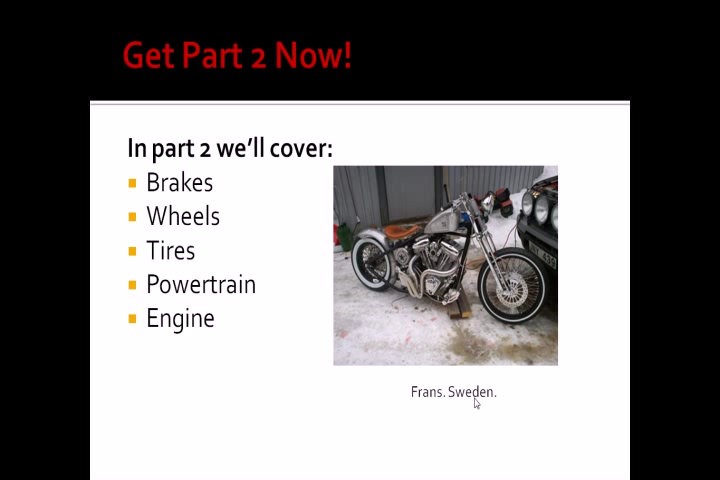 Get Part 2 Now!
In part 2 we'll cover:
Brakes
Wheels
Tires
Powertrain
Engine
Frans. Sweden.